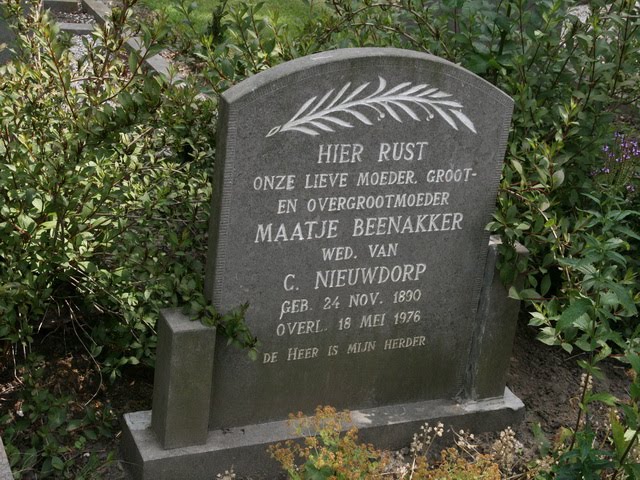 HIER RUST
ONZE LIEVE MOEDER, GROOT-
EN OVERGROOTMOEDER
MAATJE BEENAKKER
WED. VAN
C. NIEUWDORP
GEB. 24 NOV. 1890
OVERL. 18 MEI 1976
DE HEER IS MIJN HERDER